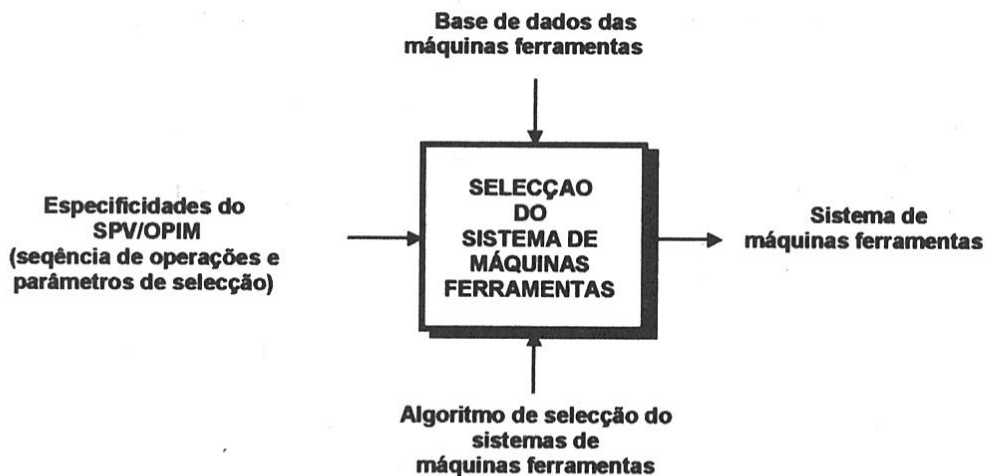 Base de dados das
máquinas ferramentas
Especificidades do
SPV/OPIM
(seqência de operações e
parâmetros de selecção)
SELECÇAO
DO
SISTEMA DE
MÁQUINAS
FERRAMENTAS
Sistema de
máquinas ferramentas
Algoritmo de selecção do
sistemas de
máquinas ferramentas